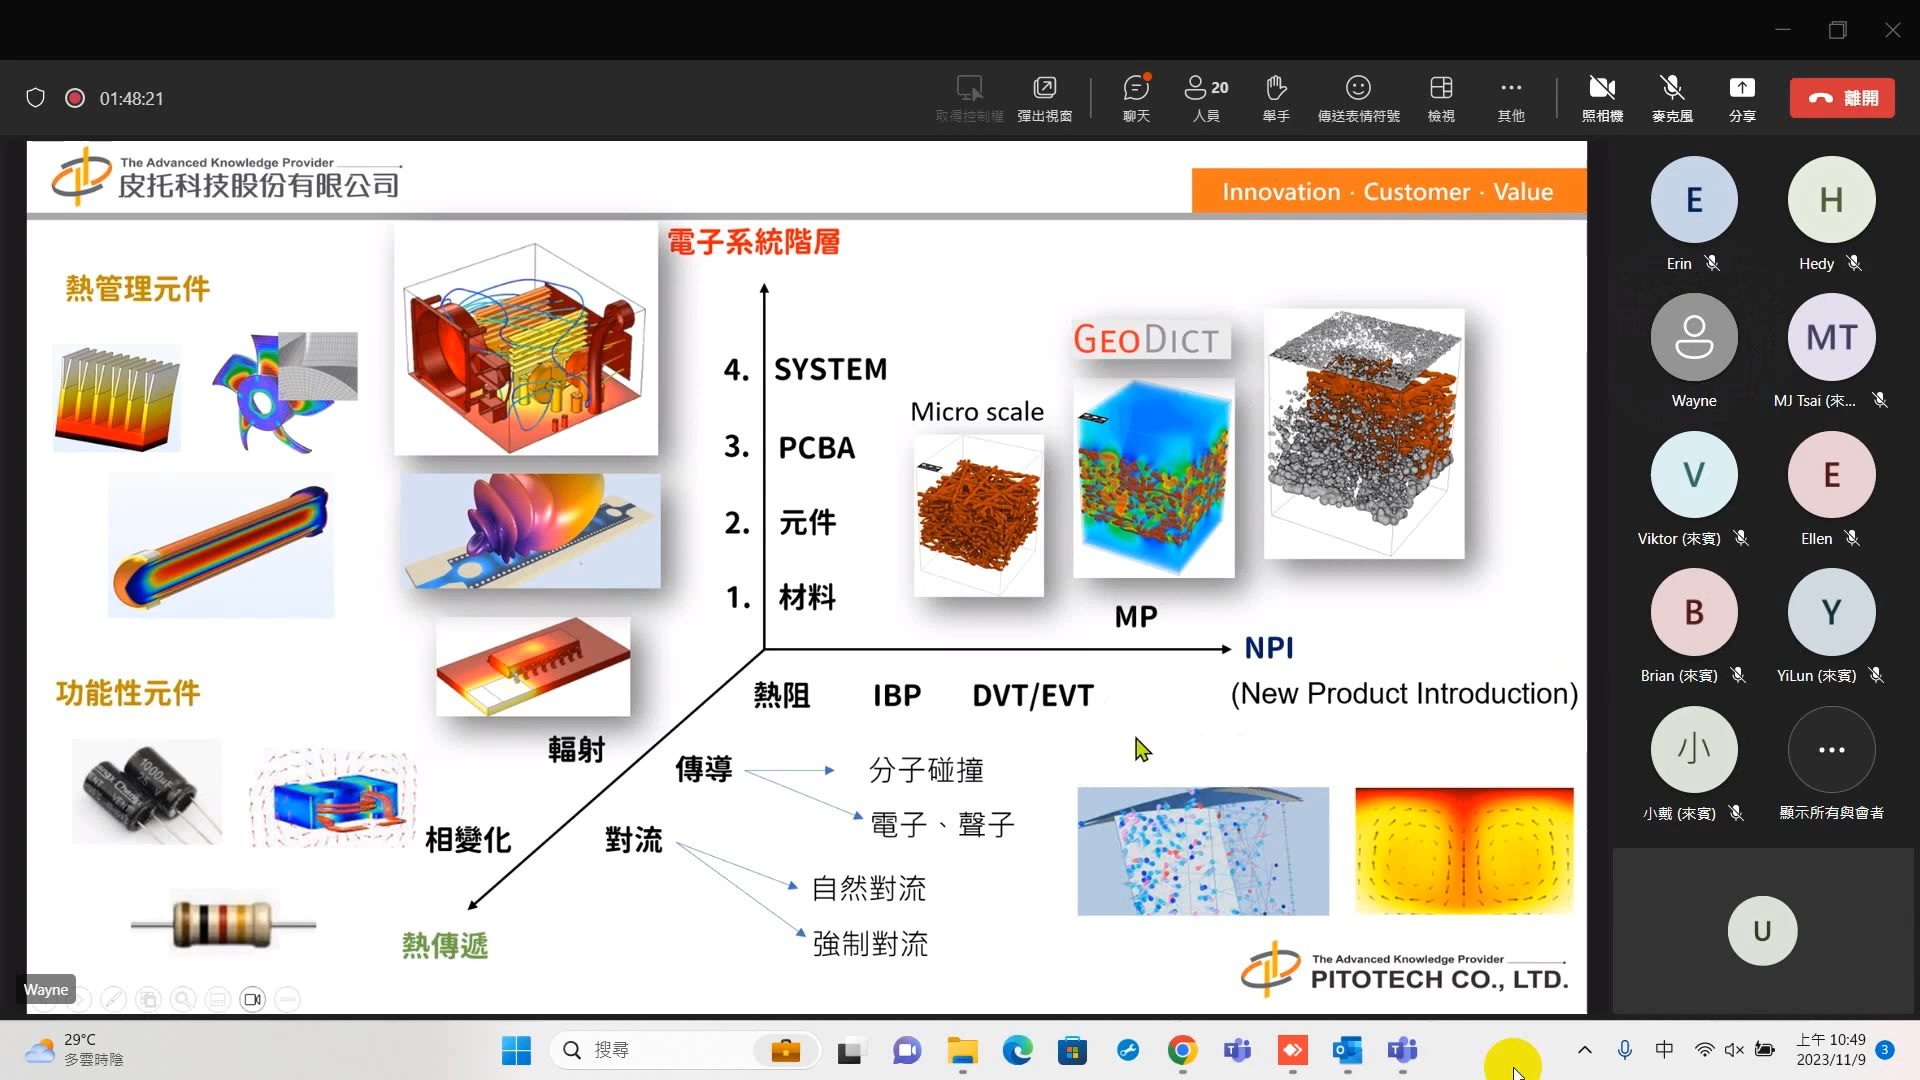 01:48:21
取得控制權
彈出視窗
聊天
20
人員
舉手
傳送表情符號
檢視
其他
照相機
麥克風
分享
離開
The Advanced Knowledge Provider
皮托科技股份有限公司
Innovation · Customer · Value
熱管理元件
電子系統階層
4. SYSTEM
3. PCBA
2. 元件
1. 材料
Micro scale
GEODICT
MP
NPI
(New Product Introduction)
熱阻 IBP DVT/EVT
功能性元件
輻射
傳導
分子碰撞
電子、聲子
相變化
對流
自然對流
強制對流
熱傳遞
The Advanced Knowledge Provider
PITOTECH CO., LTD.
Wayne
E
Erin
H
Hedy
Wayne
MT
MJ Tsai (來...
V
Viktor (來賓)
E
Ellen
B
Brian (來賓)
Y
YiLun (來賓)
小
小戴 (來賓)
顯示所有與會者
U
29°C
多雲時陰
搜尋
中
上午 10:49
2023/11/9
3